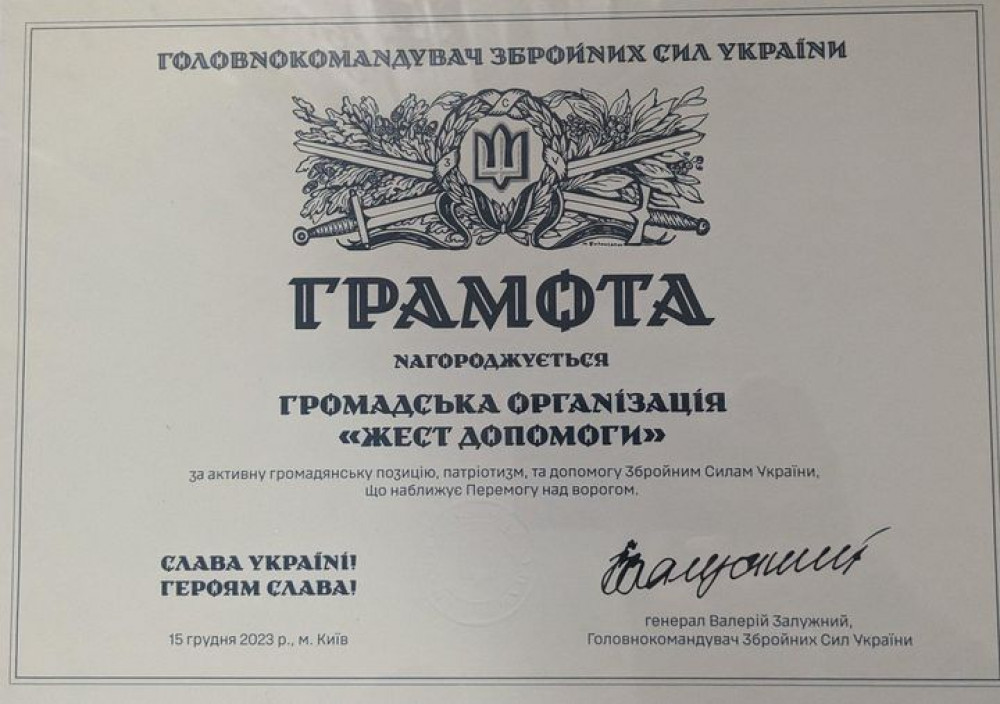 ГОЛОВНОКОМАНДУВАЧ ЗБРОЙНИХ СИЛ УКРАЇНИ
С
З У
ГРАМОТА
НАГОРОДЖУЄТЬСЯ
ГРОМАДСЬКА ОРГАНІЗАЦІЯ
«ЖЕСТ ДОПОМОГИ»
за активну громадянську позицію, патріотизм, та допомогу Збройним Силам України,
що наближує Перемогу над ворогом.
СЛАВА УКРАЇНІ!
ГЕРОЯМ СЛАВА!
15 грудня 2023 р., м. Київ
Залужний
генерал Валерій Залужний,
Головнокомандувач Збройних Сил України